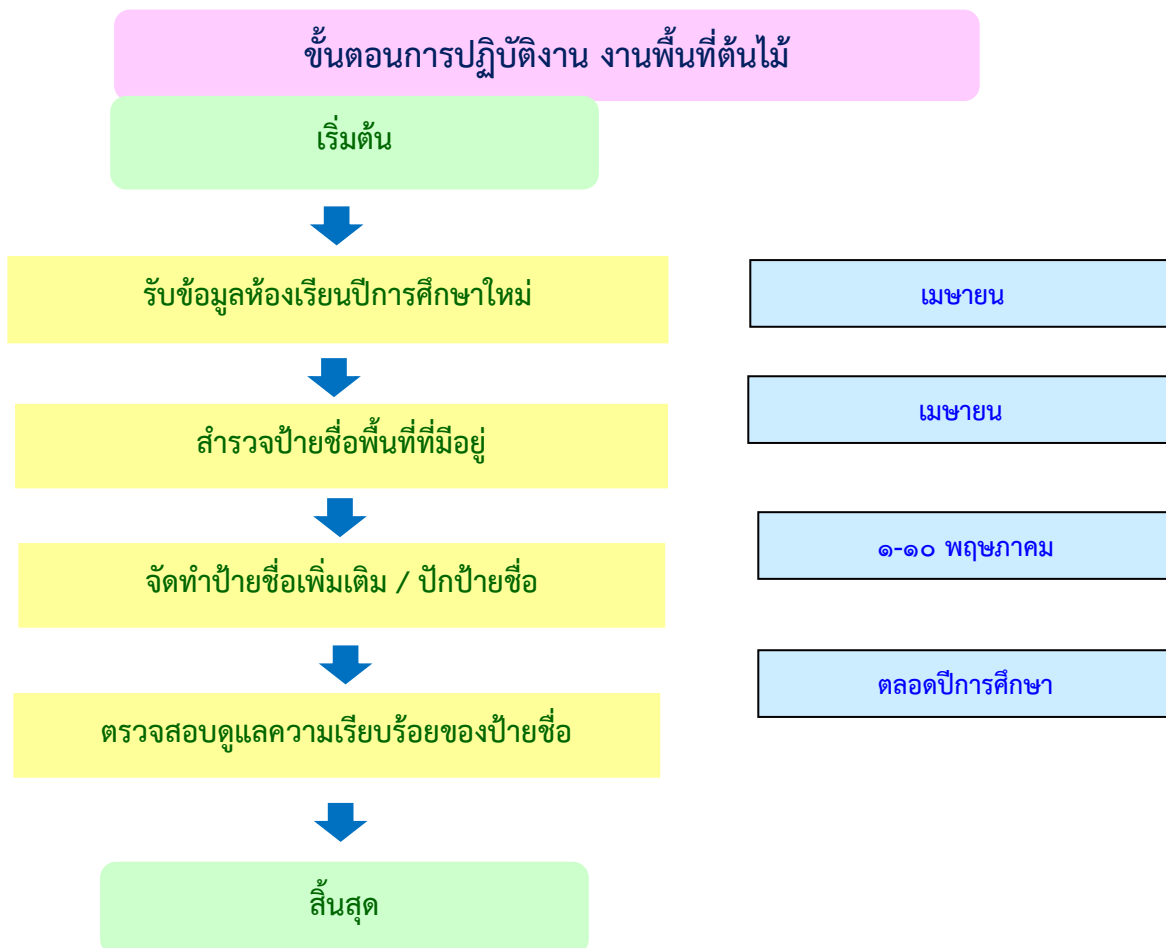 ขั้นตอนการปฏิบัติงาน งานพื้นที่ต้นไม้
เริ่มต้น
รับข้อมูลห้องเรียนปีการศึกษาใหม่
เมษายน
สำรวจป้ายชื่อพื้นที่ที่มีอยู่
เมษายน
จัดทำป้ายชื่อเพิ่มเติม / ปักป้ายชื่อ
๑-๑๐ พฤษภาคม
ตรวจสอบดูแลความเรียบร้อยของป้ายชื่อ
ตลอดปีการศึกษา
สิ้นสุด